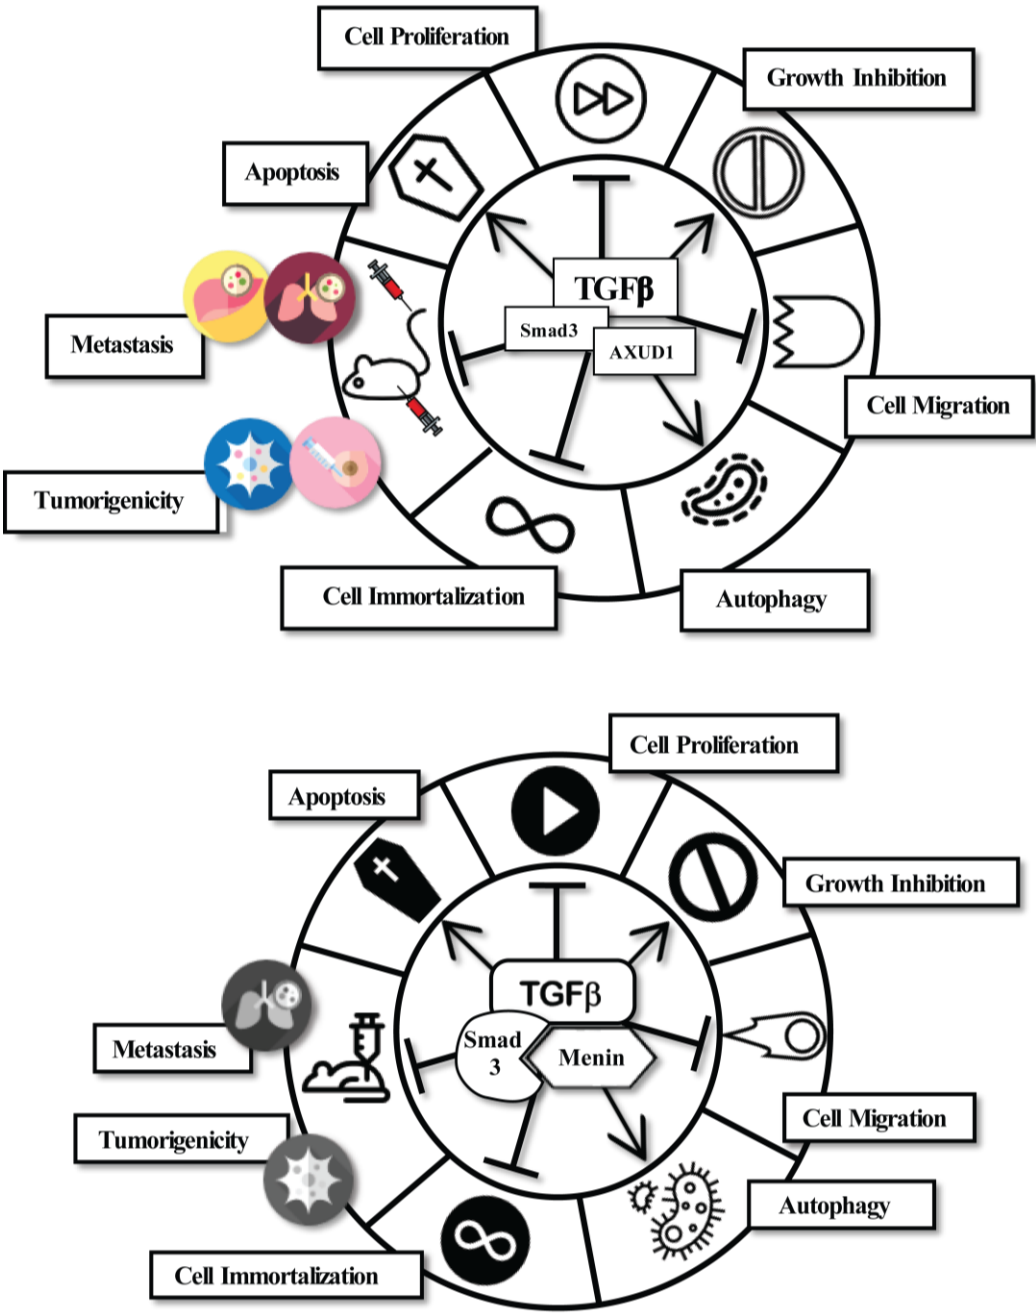 Cell Proliferation
Growth Inhibition
Apoptosis
TGFβ
Smad3
AXUD1
Metastasis
Cell Migration
Tumorigenicity
Cell Immortalization
Autophagy
Cell Proliferation
Apoptosis
Growth Inhibition
TGFβ
Smad
3
Menin
Metastasis
Cell Migration
Tumorigenicity
Autophagy
Cell Immortalization